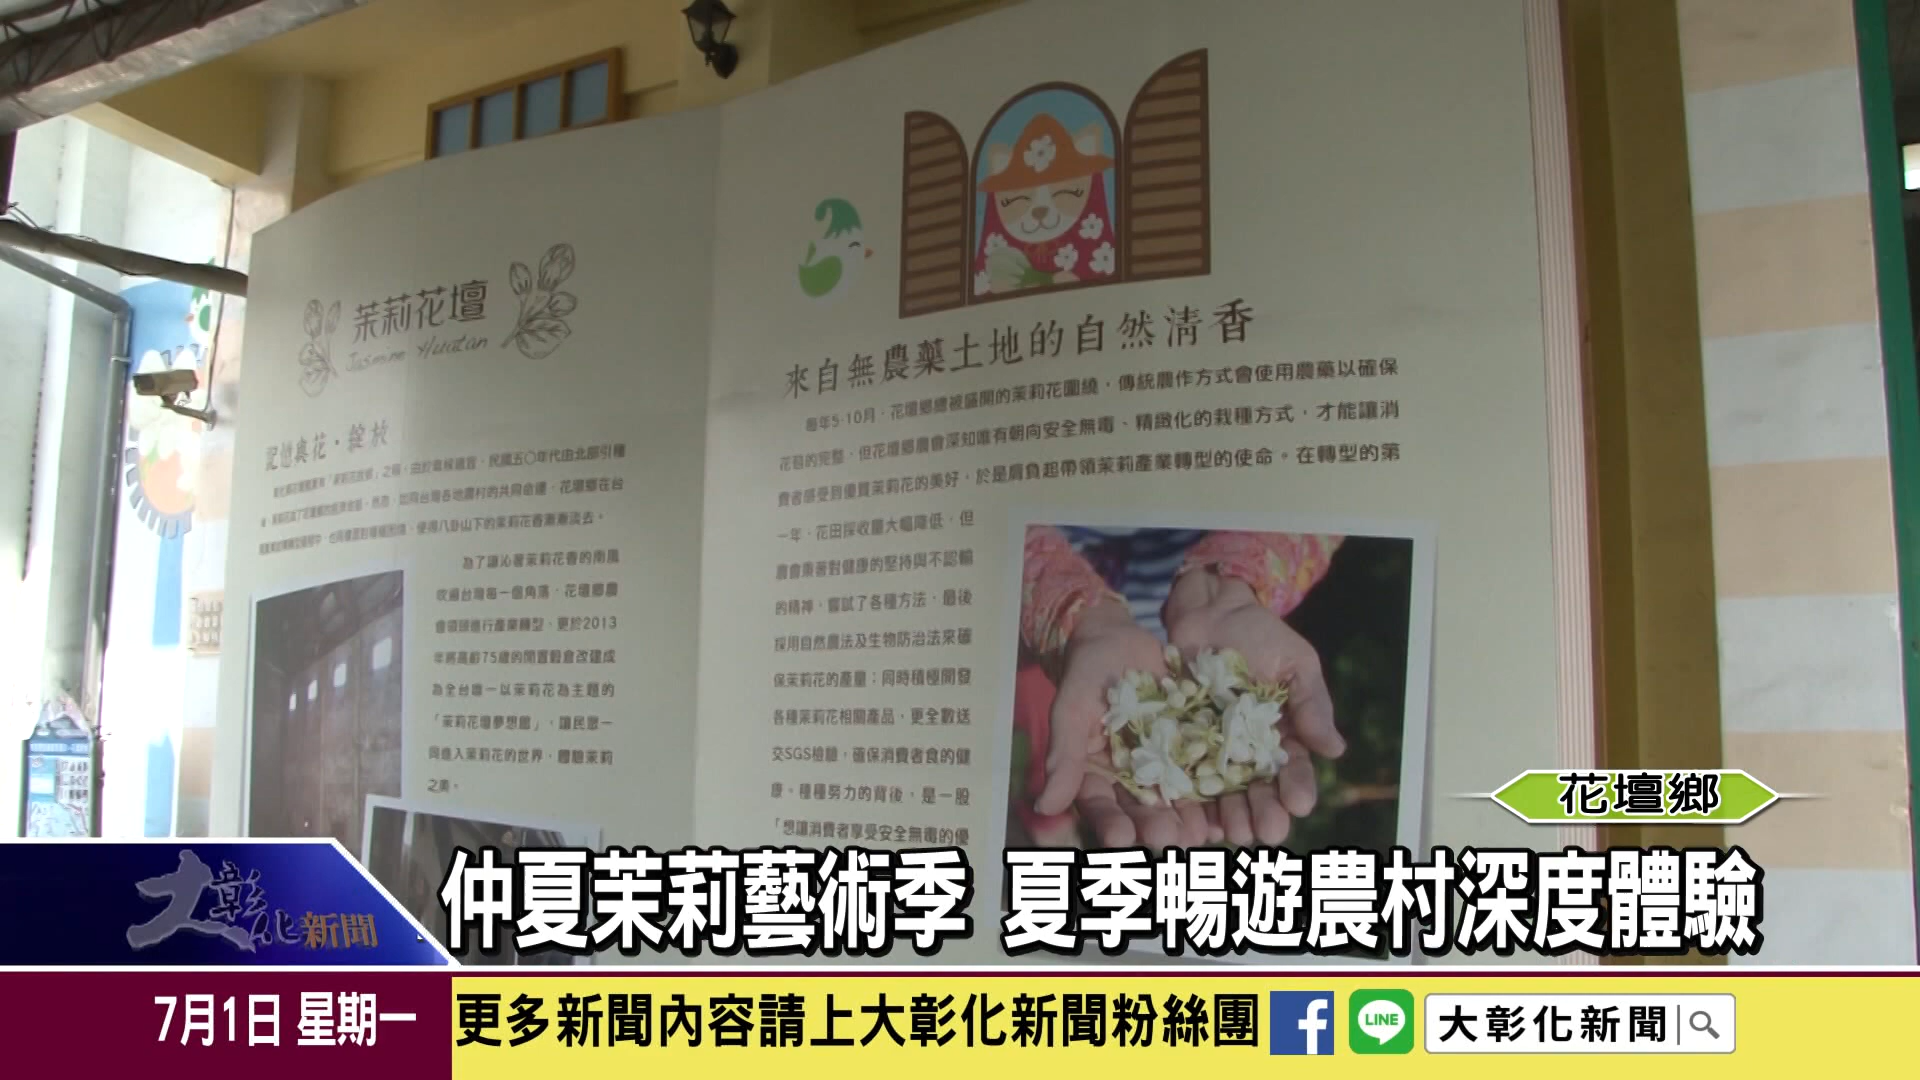 茉莉花壇
Jasmine Huatan
記憶與花·綻放
為了讓沁著茉莉花香的南風
吹遍台灣每一個角落，花壇鄉農
會領頭進行產業轉型，更於2013
年將高齡75歲的閒置穀倉改建成
為全台唯一以茉莉花為主題的
「茉莉花壇夢想館」，讓民眾一
同進入茉莉花的世界，體驗茉莉
之美。
來自無農藥土地的自然清香
每年5-10月，花壇鄉總被盛開的茉莉花圍繞，傳統農作方式會使用農藥以確保
花苞的完整，但花壇鄉農會深知唯有朝向安全無毒、精緻化的栽種方式，才能讓消
費者感受到優質茉莉花的美好，於是肩負起帶領茉莉產業轉型的使命。在轉型的第
一年，花田採收量大幅降低，但
農會秉著對健康的堅持與不認輸
的精神，嘗試了各種方法，最後
採用自然農法及生物防治法來確
保茉莉花的產量；同時積極開發
各種茉莉花相關產品，更全數送
交SGS檢驗，確保消費者食的健
康。種種努力的背後，是一股
「想讓消費者享受安全無毒的優
花壇鄉
大彰化新聞
仲夏茉莉藝術季 夏季暢遊農村深度體驗
7月1日 星期一
更多新聞內容請上大彰化新聞粉絲團
LINE
大彰化新聞